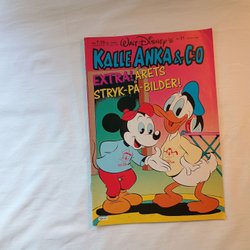 WALT DISNEY'S
KALLE ANKA & C:O
EXTRA! ÅRETS
STRYK-PÅ-BILDER!